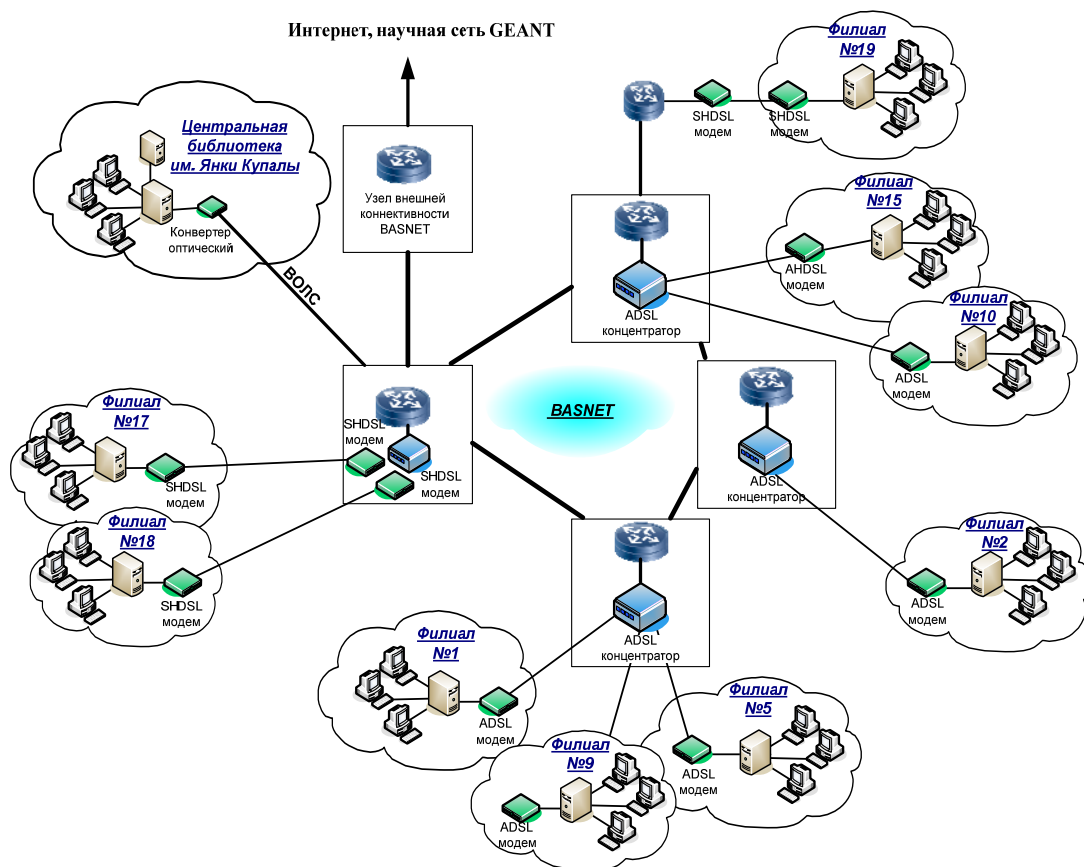 Интернет, научная сеть GEANT
Филиал
№19
SHDSL
модем
SHDSL
модем
Центральная
библиотека
им. Янки Купалы
Конвертер
оптический
Узел внешней
коннективности
BASNET
ВОЛС
ADSL
концентратор
Филиал
№15
AHDSL
модем
Филиал
№10
ADSL
модем
BASNET
ADSL
концентратор
Филиал
№17
SHDSL
модем
SHDSL
модем
SHDSL
модем
Филиал
№18
SHDSL
модем
Филиал
№2
ADSL
модем
ADSL
концентратор
Филиал
№1
ADSL
модем
Филиал
№5
ADSL
модем
Филиал
№9
ADSL
модем